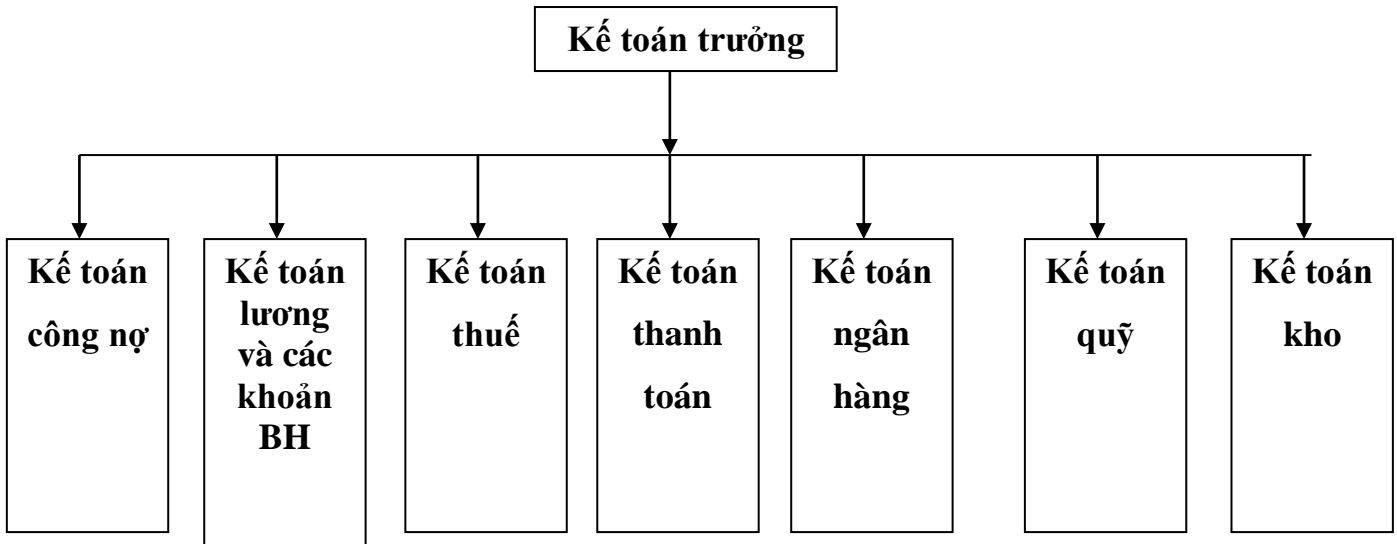 Kế toán trưởng
Kế toán
công nợ
Kế toán
lương
và các
khoản
BH
Kế toán
thuế
Kế toán
thanh
toán
Kế toán
ngân
hàng
Kế toán
quỹ
Kế toán
kho